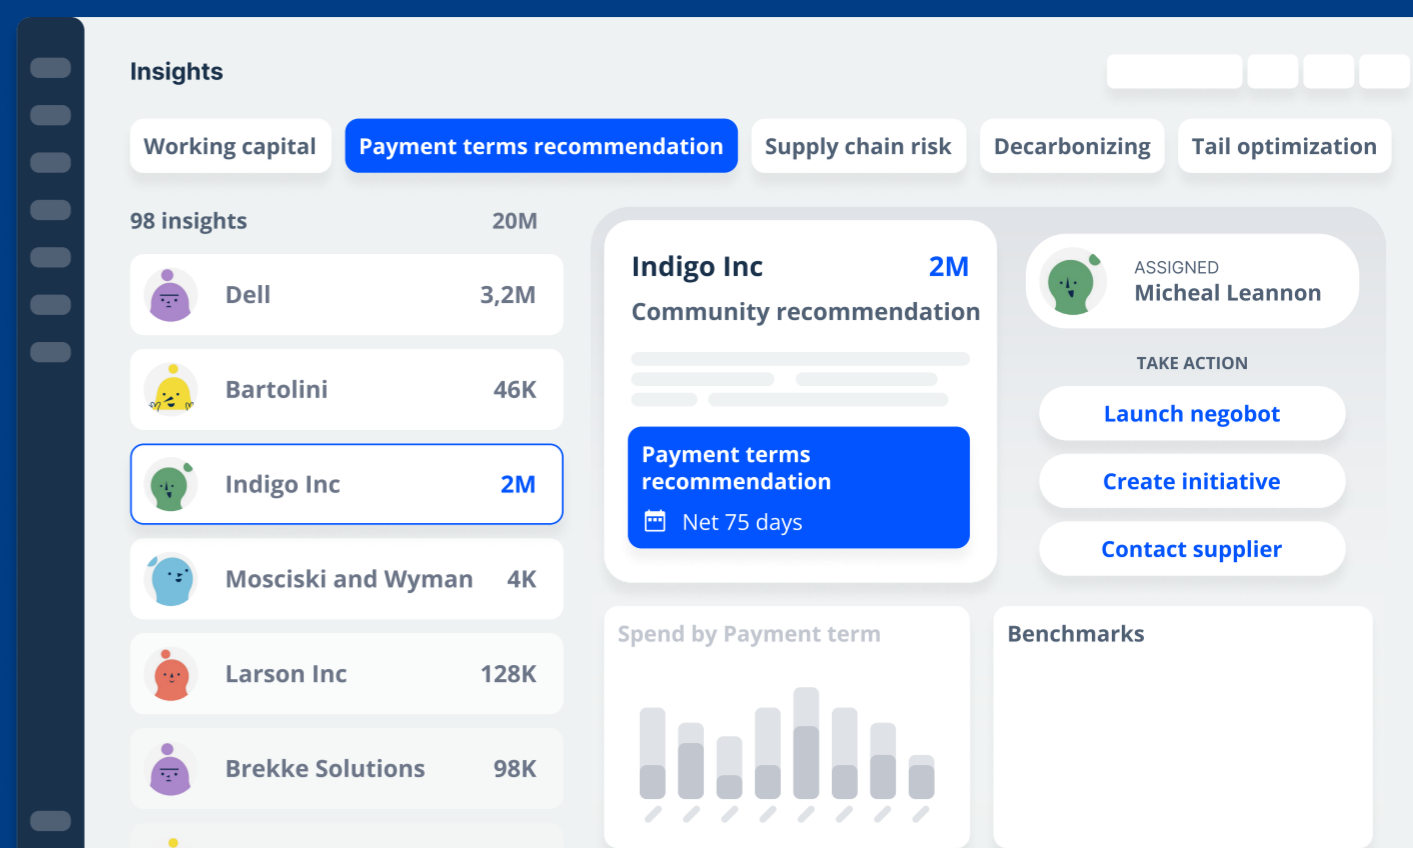 Insights
Working capital
Payment terms recommendation
Supply chain risk
Decarbonizing
Tail optimization
98 insights 20M
Dell 3,2M
Bartolini 46K
Indigo Inc 2M
Mosciski and Wyman 4K
Larson Inc 128K
Brekke Solutions 98K
Indigo Inc 2M
Community recommendation
Payment terms
recommendation
Net 75 days
ASSIGNED
Micheal Leannon
TAKE ACTION
Launch negobot
Create initiative
Contact supplier
Spend by Payment term
Benchmarks